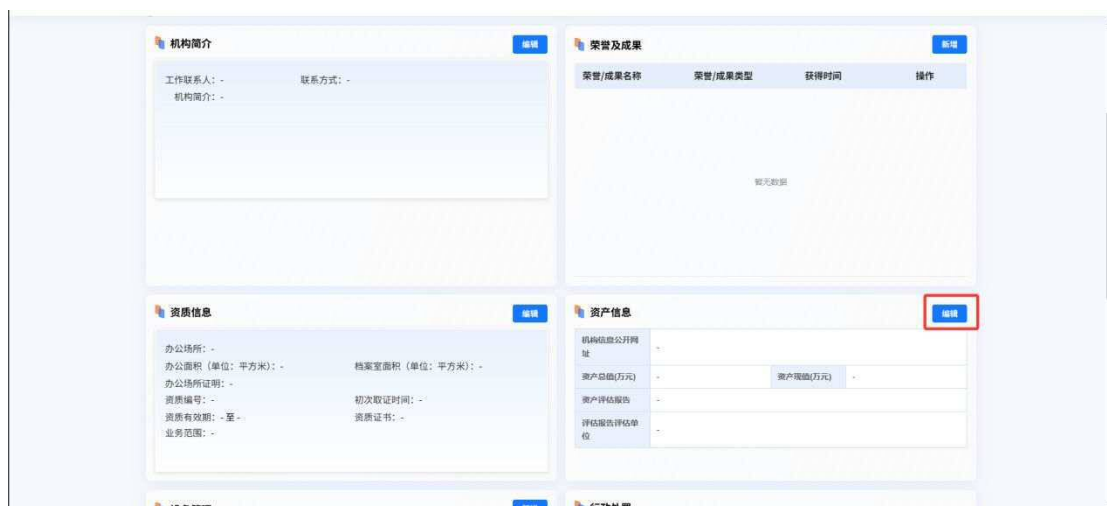 机构简介
编辑
工作联系人：-
联系方式：-
机构简介：-
荣誉及成果
新增
荣誉/成果名称
荣誉/成果类型
获得时间
操作
暂无数据
资质信息
编辑
办公场所：-
办公面积（单位：平方米）：-
档案室面积（单位：平方米）：-
办公场所证明：-
资质编号：-
初次取证时间：-
资质有效期：-至-
资质证书：-
业务范围：-
资产信息
编辑
机构信息公开网
址
-
资产总值(万元)
-
资产现值(万元)
-
资产评估报告
-
评估报告评估单
位
-